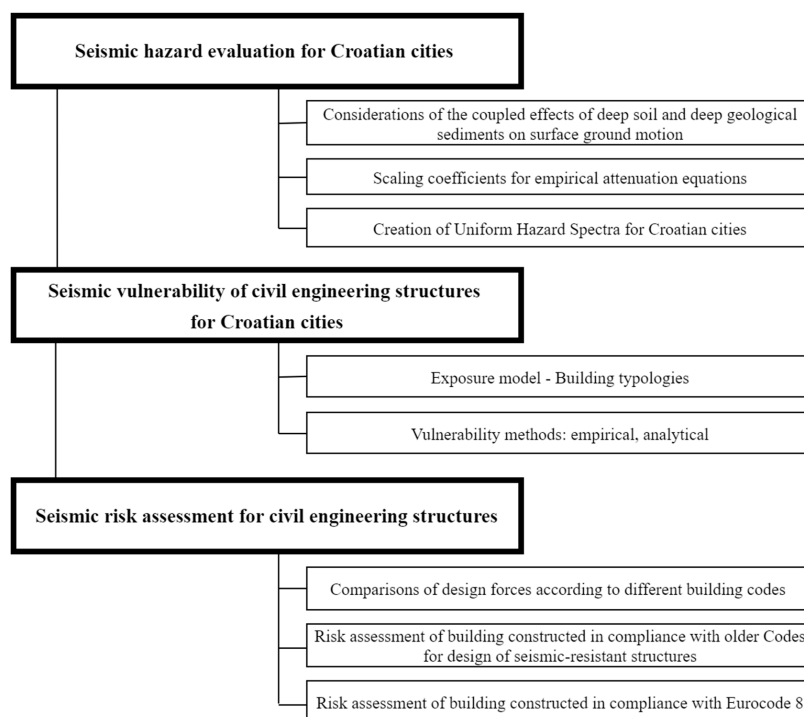 Seismic hazard evaluation for Croatian cities
Considerations of the coupled effects of deep soil and deep geological
sediments on surface ground motion
Scaling coefficients for empirical attenuation equations
Creation of Uniform Hazard Spectra for Croatian cities
Seismic vulnerability of civil engineering structures
for Croatian cities
Exposure model - Building typologies
Vulnerability methods: empirical, analytical
Seismic risk assessment for civil engineering structures
Comparisons of design forces according to different building codes
Risk assessment of building constructed in compliance with older Codes
for design of seismic-resistant structures
Risk assessment of building constructed in compliance with Eurocode 8